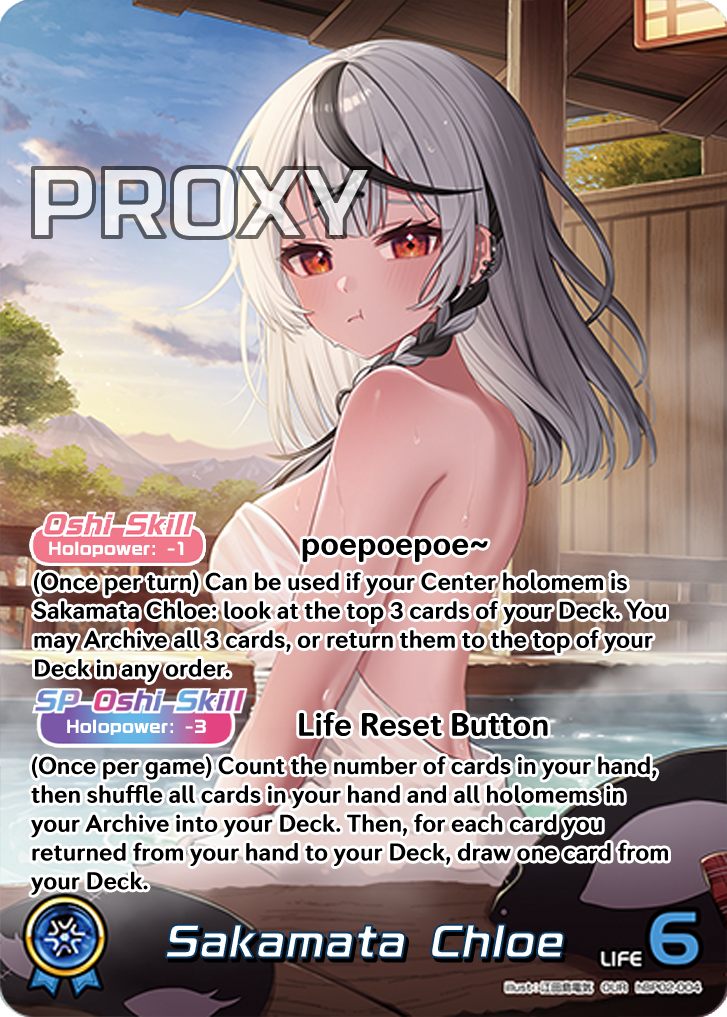 PROXY
Oshi Skill
Holopower: -1
poepoepoe~
(Once per turn) Can be used if your Center holomem is
Sakamata Chloe: look at the top 3 cards of your Deck. You
may Archive all 3 cards, or return them to the top of your
Deck in any order.
SP Oshi Skill
Holopower: -3
Life Reset Button
(Once per game) Count the number of cards in your hand,
then shuffle all cards in your hand and all holomems in
your Archive into your Deck. Then, for each card you
returned from your hand to your Deck, draw one card from
your Deck.
Sakamata Chloe
LIFE 6
illust: OUR hBP02-004